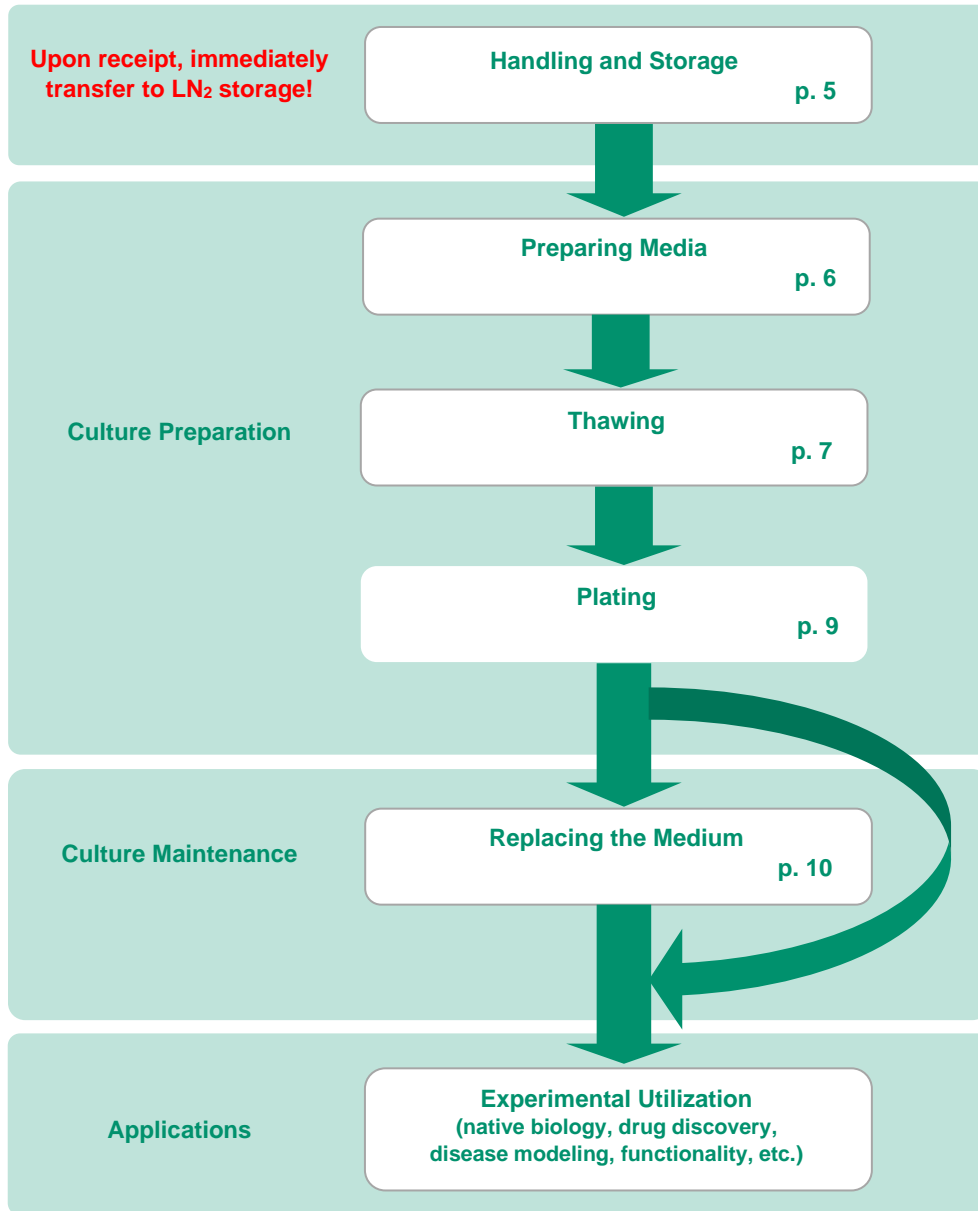 Upon receipt, immediately
transfer to LN₂ storage!
Handling and Storage
p. 5
Preparing Media
p. 6
Culture Preparation
Thawing
p. 7
Plating
p. 9
Culture Maintenance
Replacing the Medium
p. 10
Applications
Experimental Utilization
(native biology, drug discovery,
disease modeling, functionality, etc.)